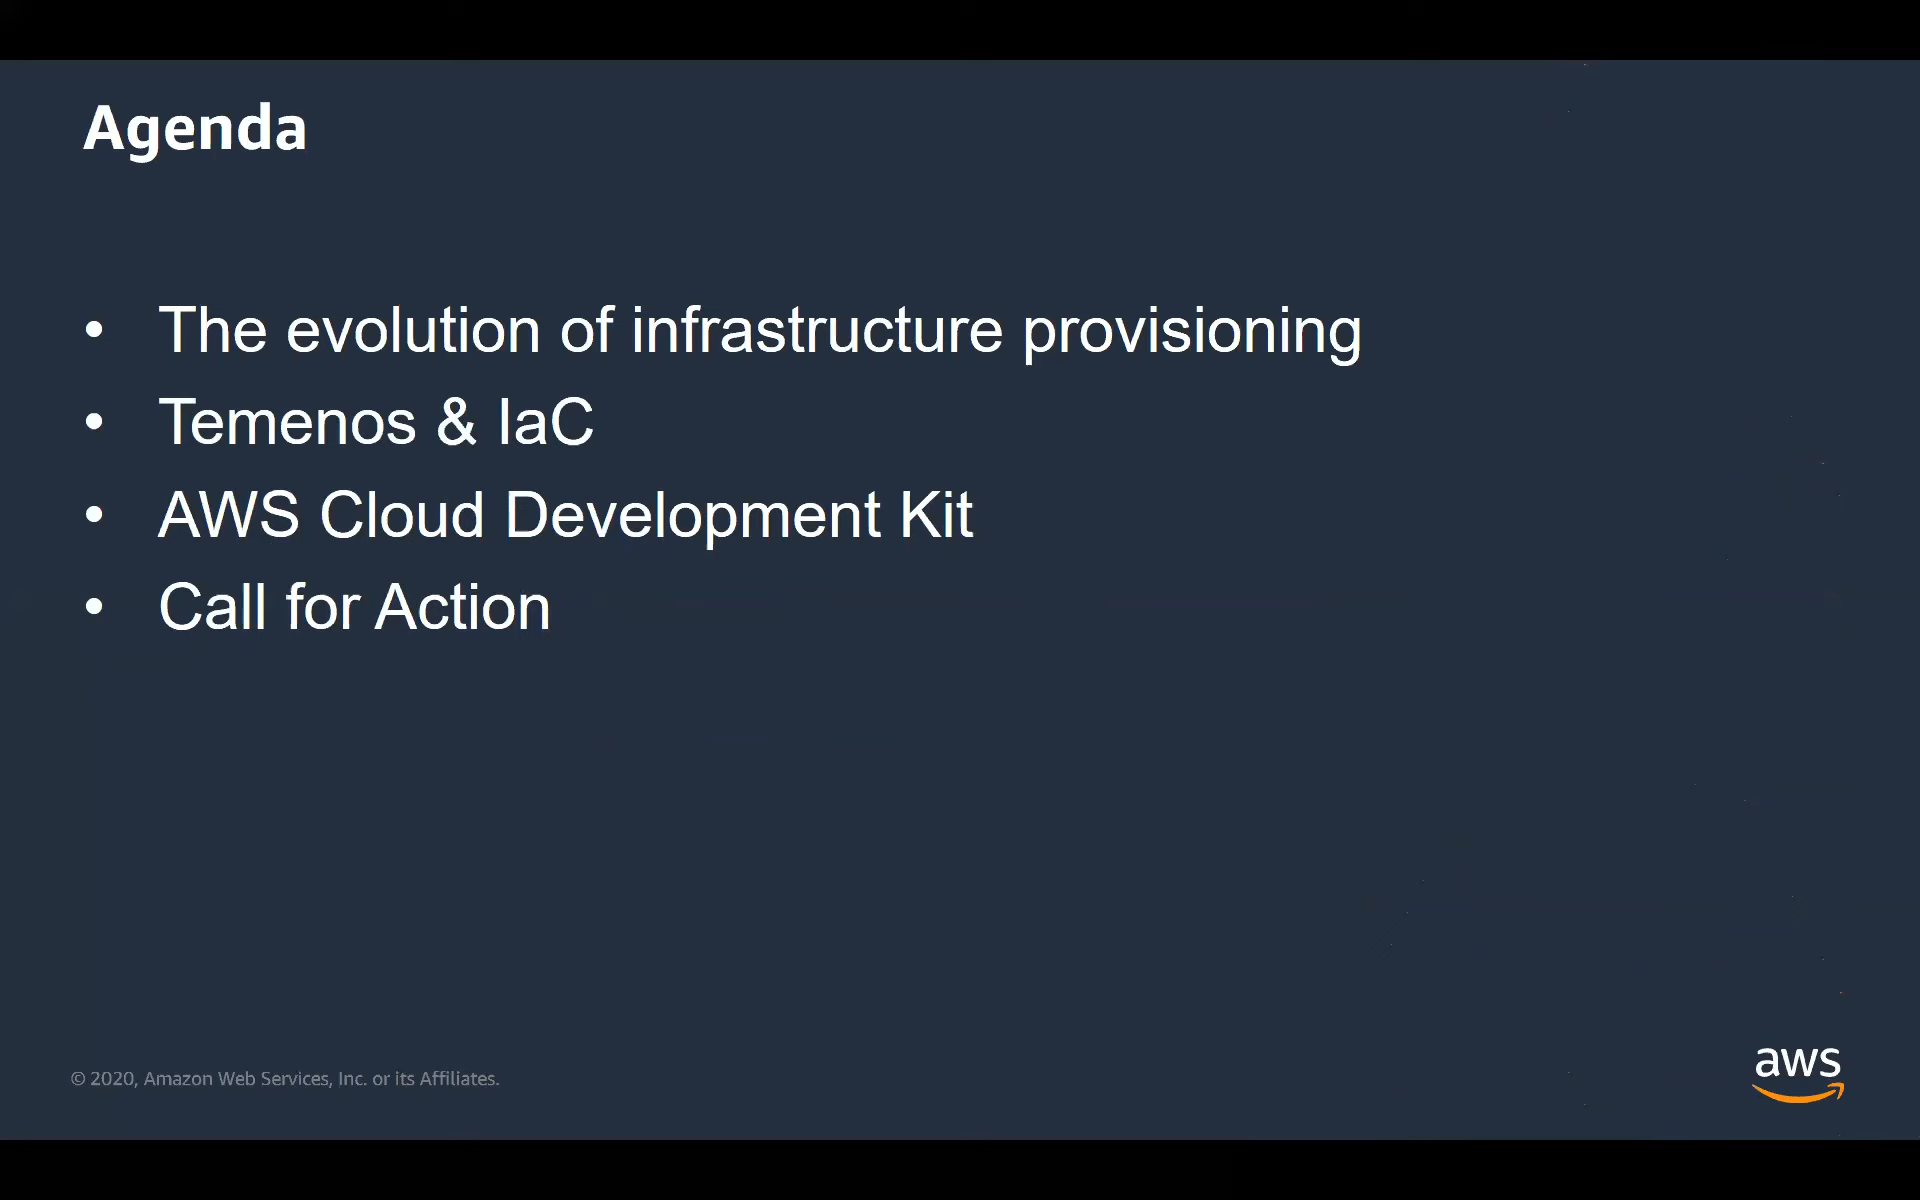 Agenda
• The evolution of infrastructure provisioning
• Temenos & IaC
• AWS Cloud Development Kit
• Call for Action
© 2020, Amazon Web Services, Inc. or its Affiliates.
aws